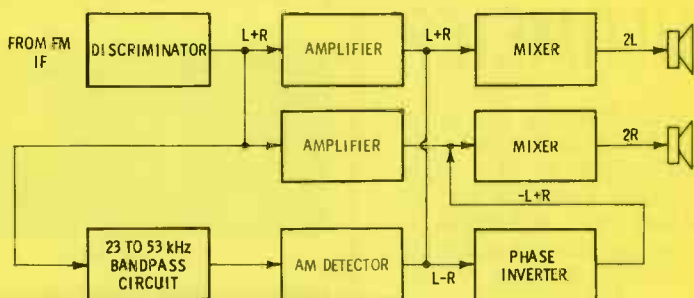 FROM FM
IF
DISCRIMINATOR
L+R
AMPLIFIER
L+R
MIXER
2L
AMPLIFIER
MIXER
2R
-L+R
23 TO 53 kHz
BANDPASS
CIRCUIT
AM DETECTOR
L-R
PHASE
INVERTER